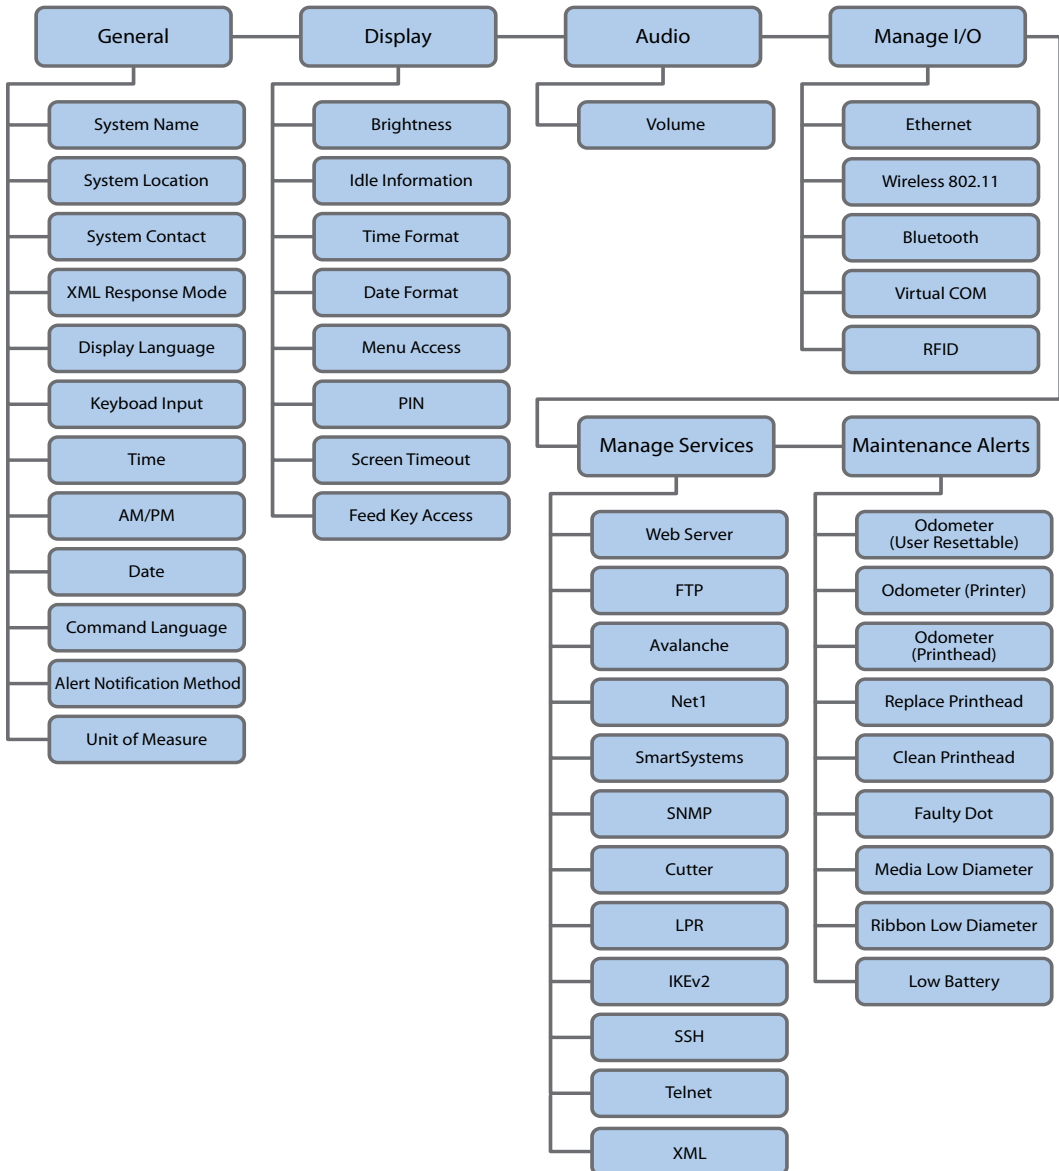 General
System Name
System Location
System Contact
XML Response Mode
Display Language
Keyboad Input
Time
AM/PM
Date
Command Language
Alert Notification Method
Unit of Measure
Display
Brightness
Idle Information
Time Format
Date Format
Menu Access
PIN
Screen Timeout
Feed Key Access
Audio
Volume
Manage I/O
Ethernet
Wireless 802.11
Bluetooth
Virtual COM
RFID
Manage Services
Web Server
FTP
Avalanche
Net1
SmartSystems
SNMP
Cutter
LPR
IKEv2
SSH
Telnet
XML
Maintenance Alerts
Odometer
(User Resettable)
Odometer (Printer)
Odometer
(Printhead)
Replace Printhead
Clean Printhead
Faulty Dot
Media Low Diameter
Ribbon Low Diameter
Low Battery